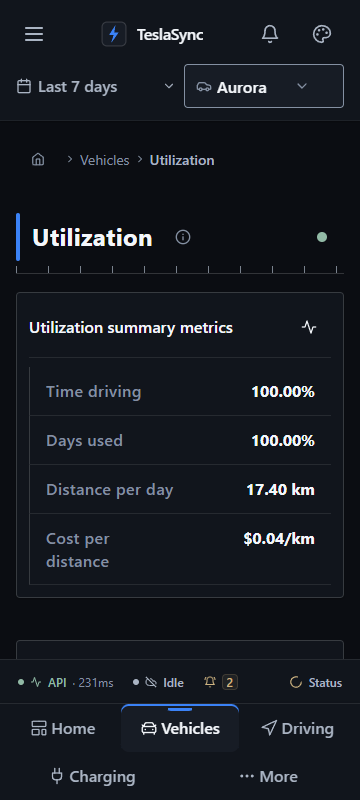 TeslaSync
Last 7 days
Aurora
Vehicles
Utilization
Utilization
Utilization summary metrics
Time driving 100.00%
Days used 100.00%
Distance per day 17.40 km
Cost per distance $0.04/km
API · 231ms
Idle
2
Status
Home
Vehicles
Driving
Charging
More